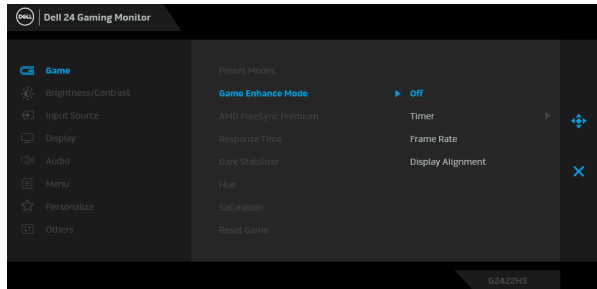 DELL Dell 24 Gaming Monitor
Game
Brightness/Contrast
Input Source
Display
Audio
Menu
Personalize
Others
Preset Modes
Game Enhance Mode
AMD FreeSync Premium
Response Time
Dark Stabilizer
Hue
Saturation
Reset Game
Off
Timer
Frame Rate
Display Alignment
G2422HS